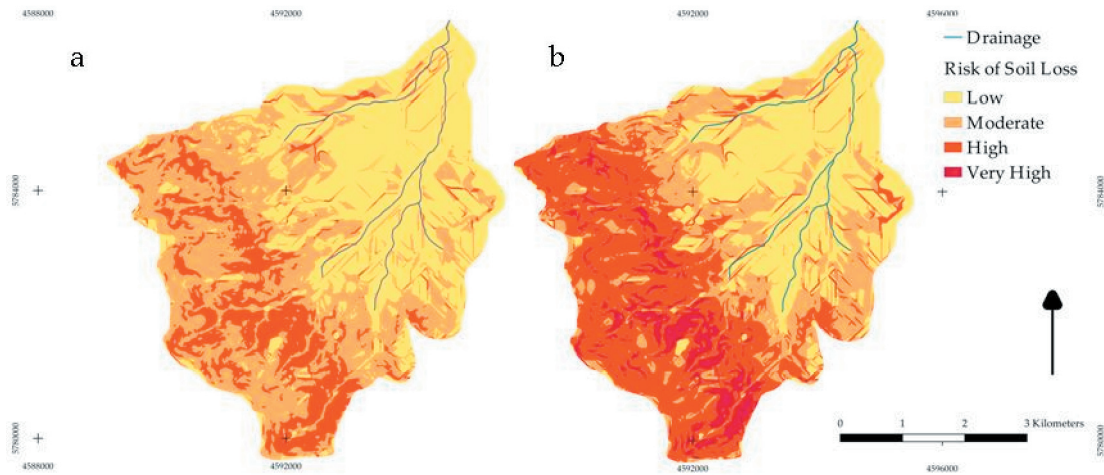 4588000
4592000
4592000
4596000
a
b
Drainage
Risk of Soil Loss
Low
Moderate
High
Very High
5784000
5784000
0 1 2 3 Kilometers
5780000
5780000
4588000
4592000
4592000
4596000